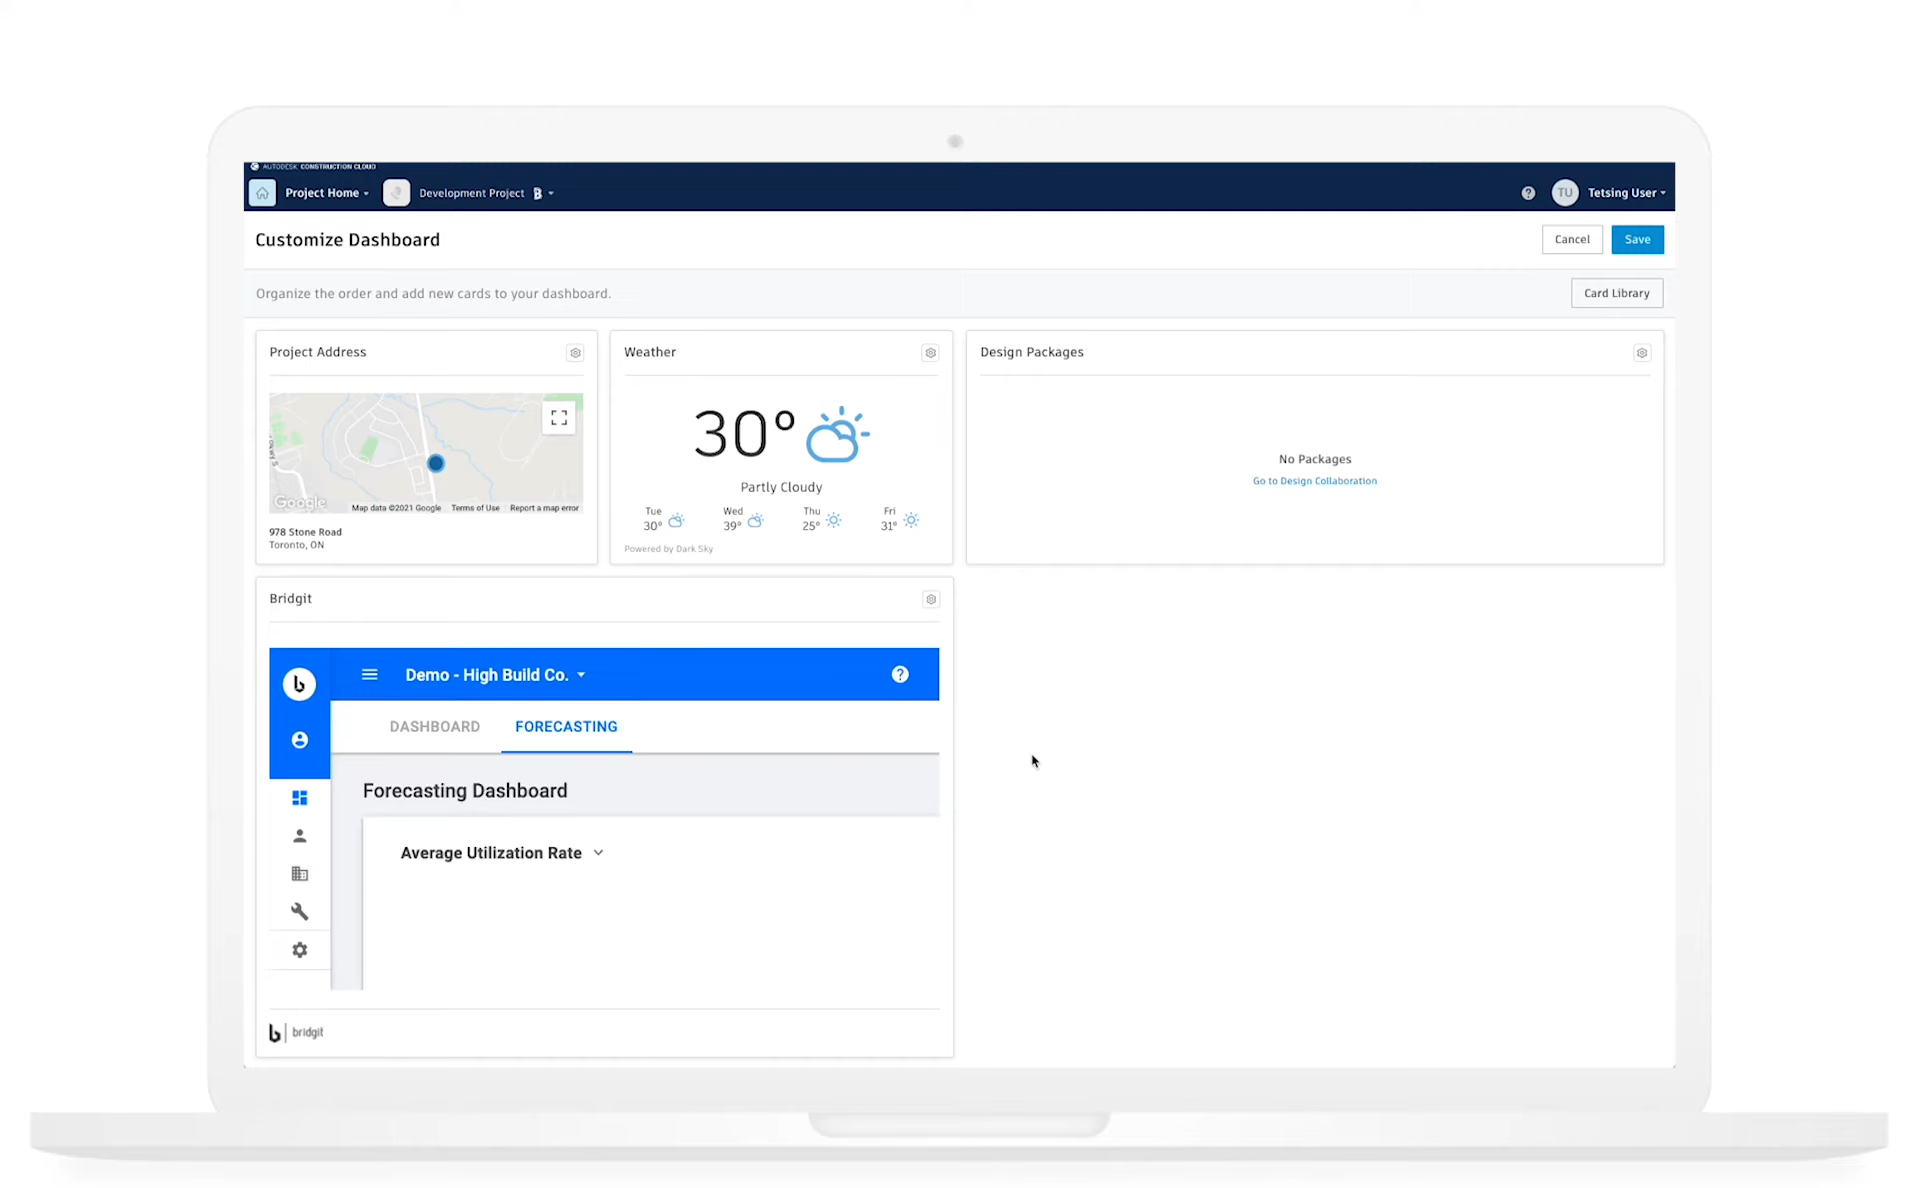 AUTODESK CONSTRUCTION CLOUD
Project Home
Development Project
TU
Tetsing User
Customize Dashboard
Cancel
Save
Organize the order and add new cards to your dashboard.
Card Library
Project Address
Google
Map data ©2021 Google
Terms of Use
Report a map error
978 Stone Road
Toronto, ON
Weather
30°
Partly Cloudy
Tue
30°
Wed
39°
Thu
25°
Fri
31°
Powered by Dark Sky
Design Packages
No Packages
Go to Design Collaboration
Bridgit
Demo - High Build Co.
DASHBOARD
FORECASTING
Forecasting Dashboard
Average Utilization Rate
b | bridgit